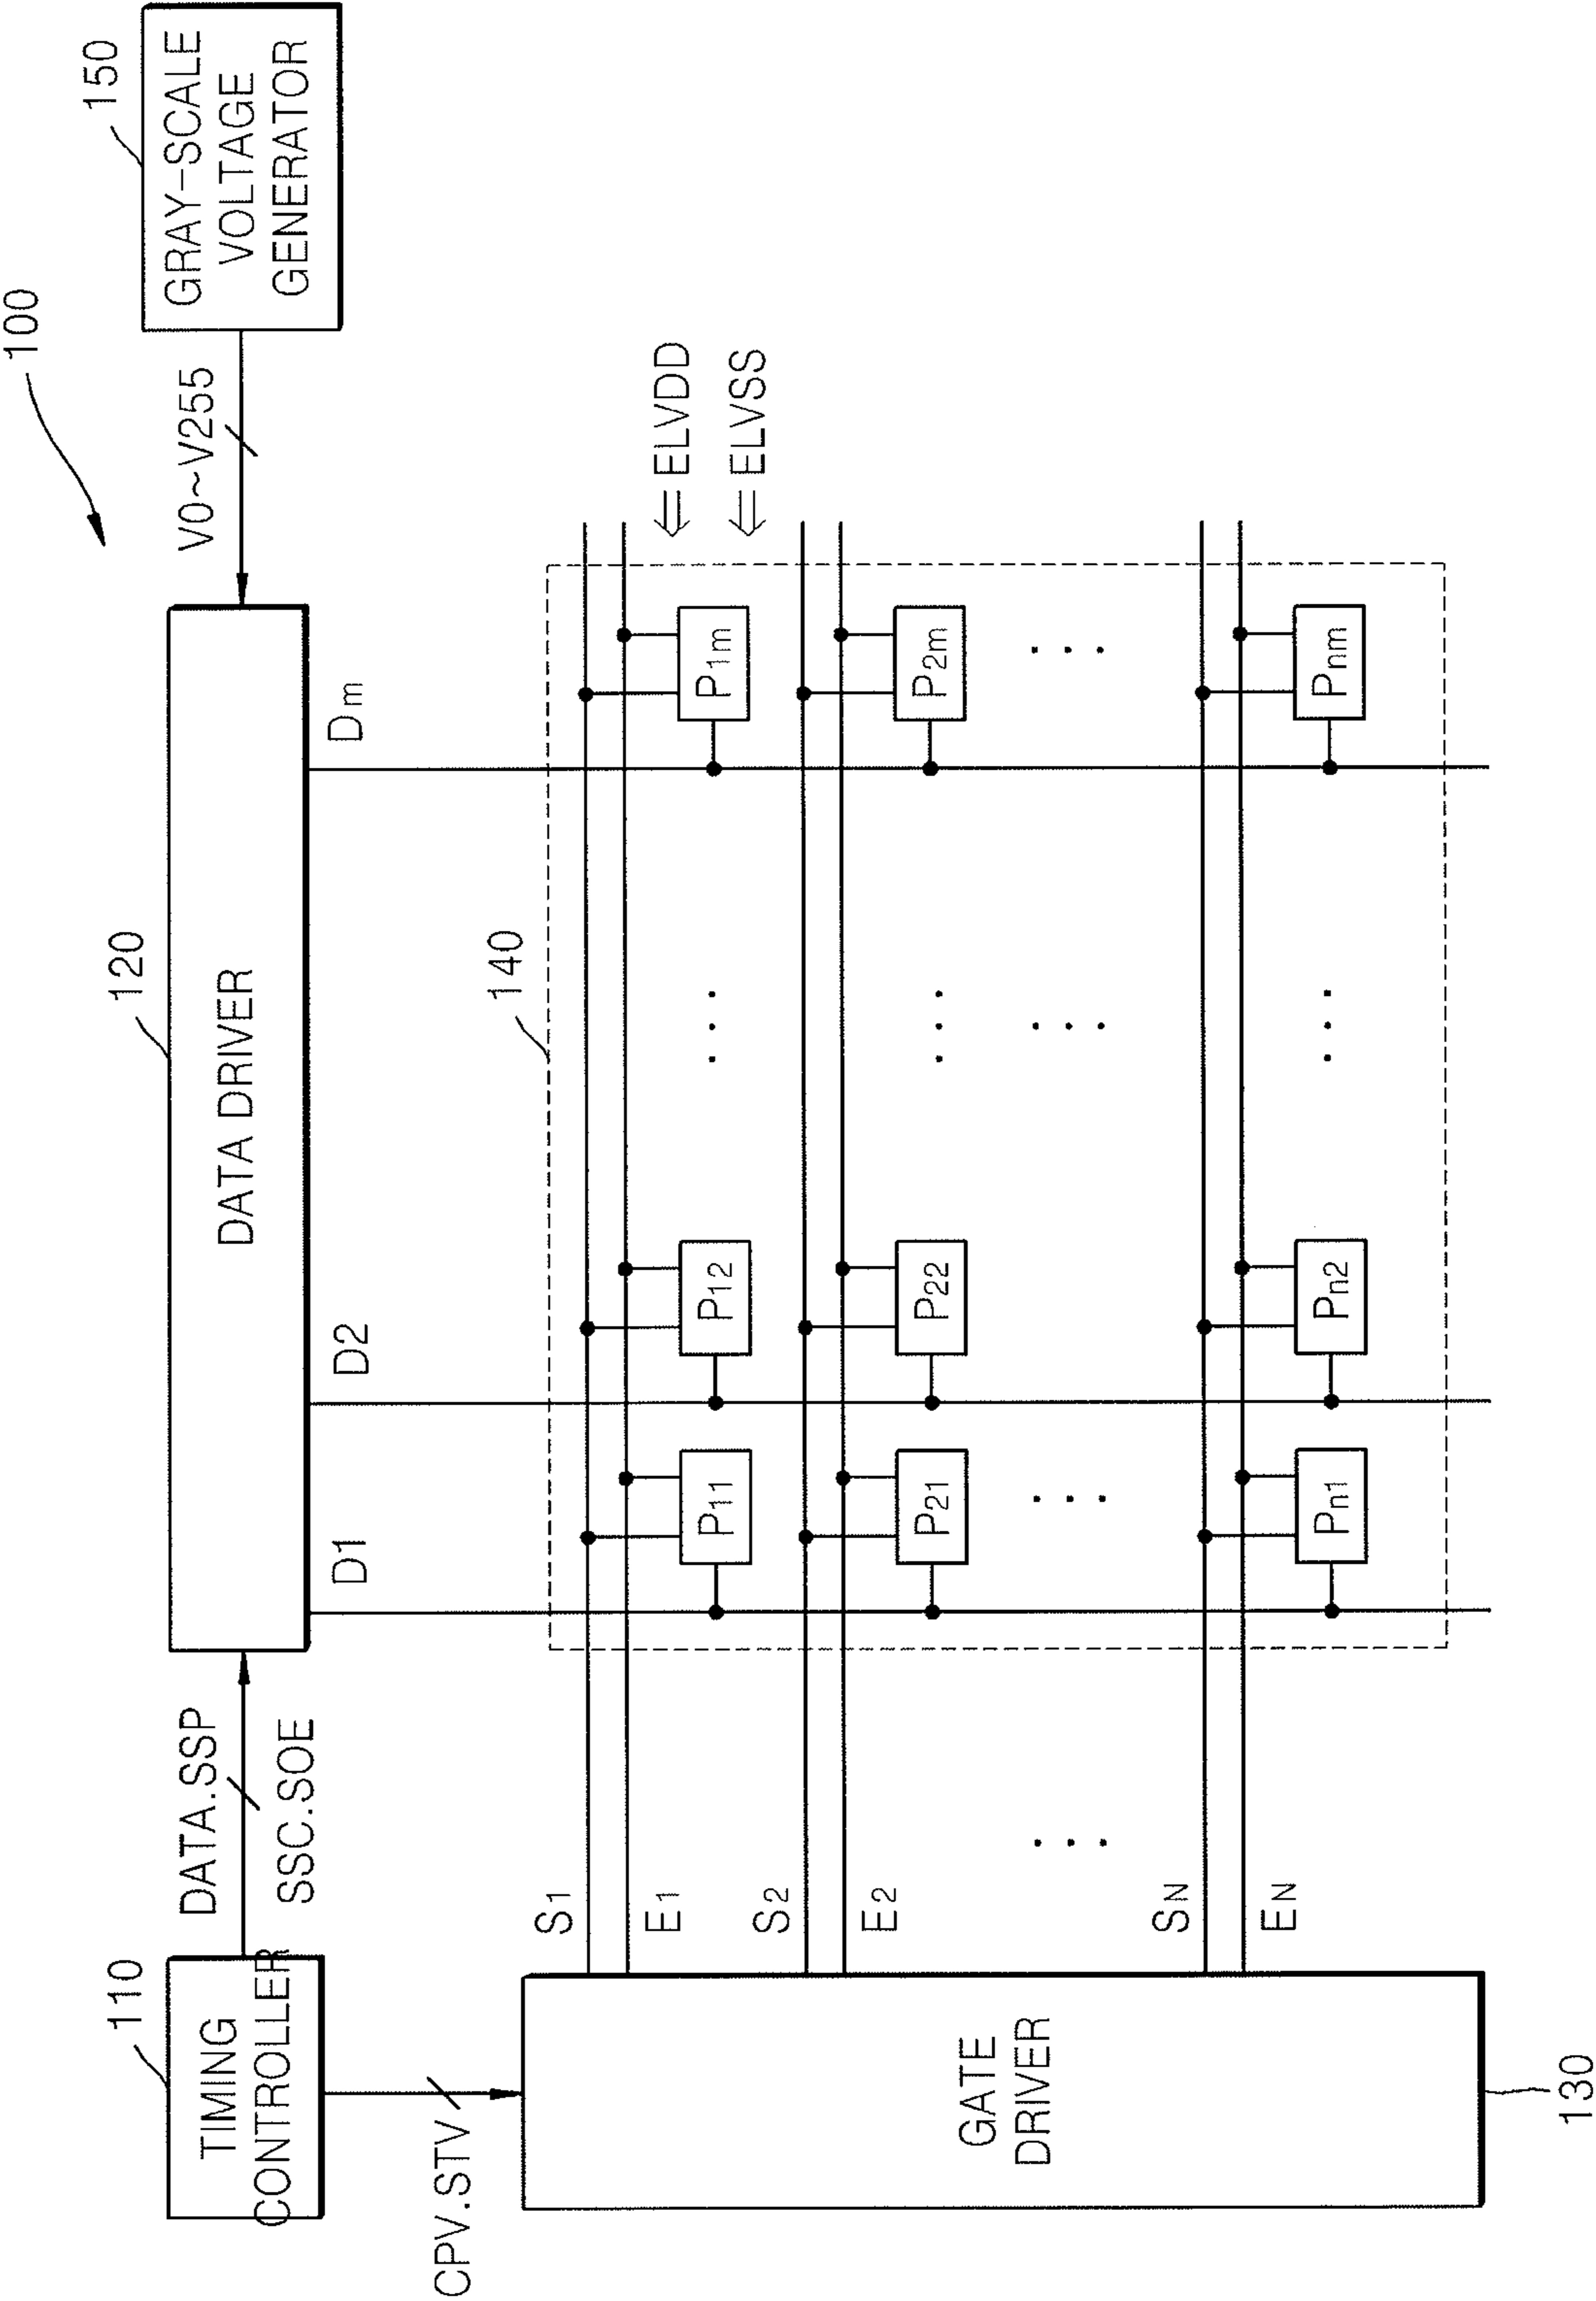 100
110
TIMING
CONTROLLER
DATA.SSP
SSC.SOE
120
DATA DRIVER
V0~V255
150
GRAY-SCALE
VOLTAGE
GENERATOR
CPV.STV
D1
D2
Dm
140
ELVDD
ELVSS
S1
E1
P11
P12
P1m
S2
E2
P21
P22
P2m
SN
EN
Pn1
Pn2
Pnm
GATE
DRIVER
130